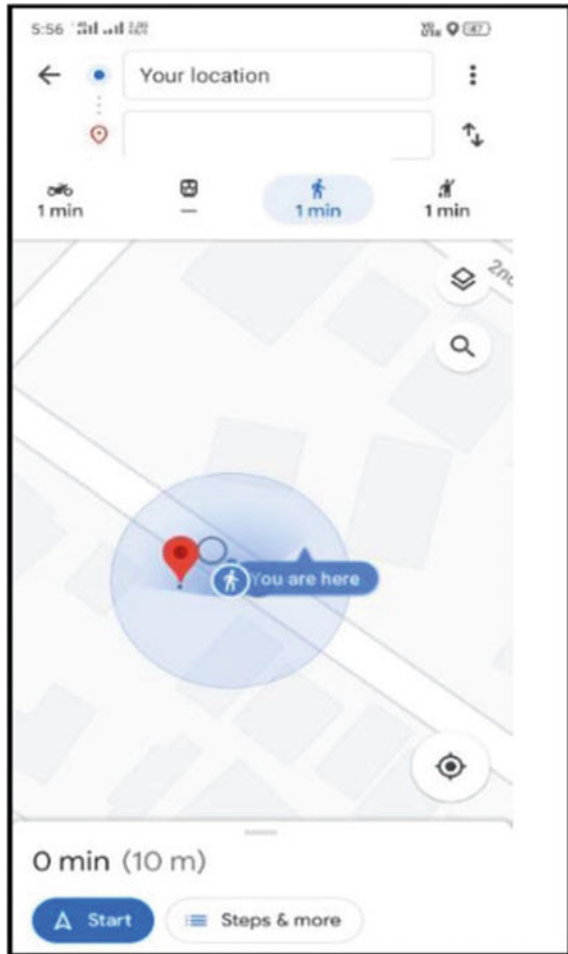 5:56
Your location
1 min
—
1 min
1 min
You are here
0 min (10 m)
Start
Steps & more